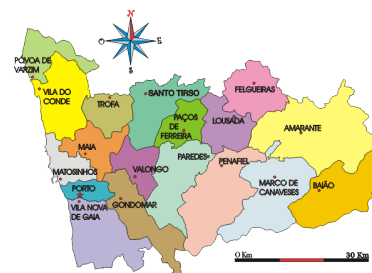 N
O E
S
PÓVOA DE
VARZIM
VILA DO
CONDE
TROFA
SANTO TIRSO
FELGUEIRAS
PAÇOS
DE
FERREIRA
LOUSADA
AMARANTE
MAIA
MATOSINHOS
VALONGO
PAREDES
PENAFIEL
MARCO DE
CANAVESES
BAIÃO
PORTO
VILA NOVA
DE GAIA
GONDOMAR
0 Km 30 Km